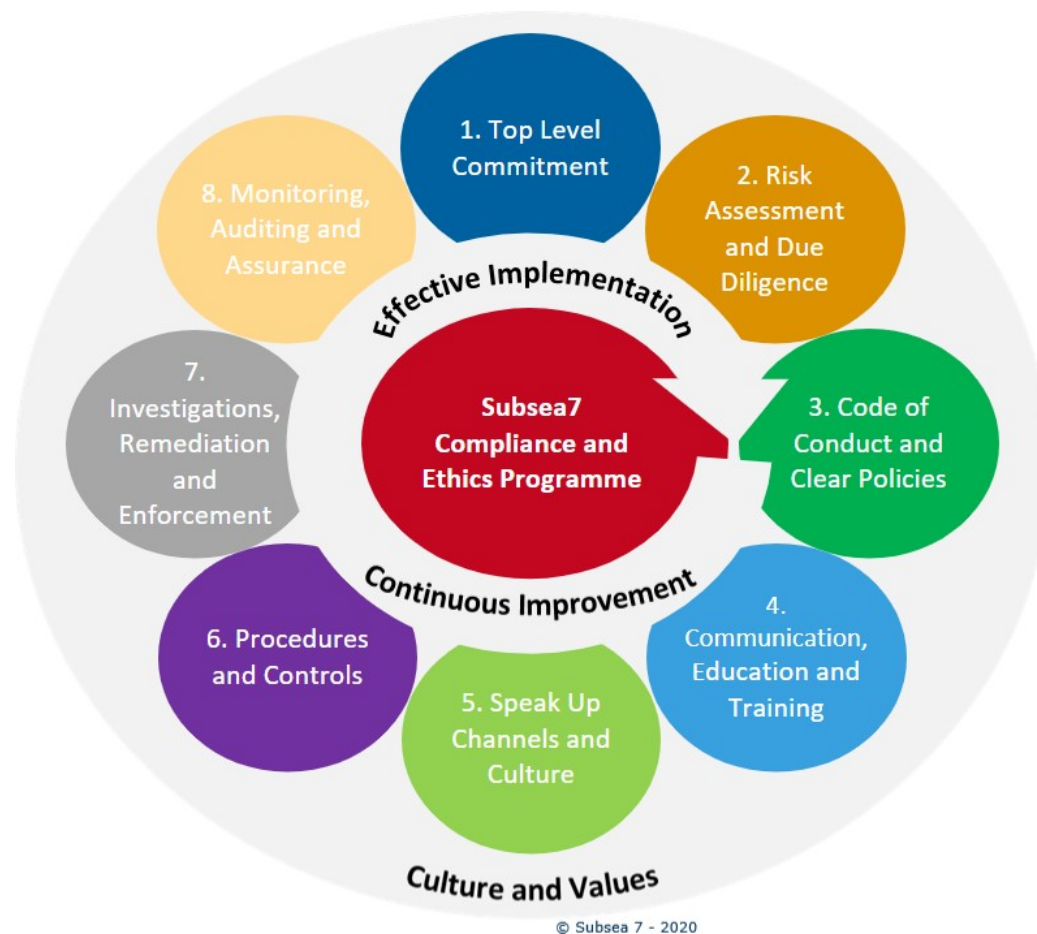 1. Top Level
Commitment
2. Risk
Assessment
and Due
Diligence
3. Code of
Conduct and
Clear Policies
4.
Communication,
Education and
Training
5. Speak Up
Channels and
Culture
6. Procedures
and Controls
7.
Investigations,
Remediation
and
Enforcement
8. Monitoring,
Auditing and
Assurance
Effective Implementation
Subsea7
Compliance and
Ethics Programme
Continuous Improvement
Culture and Values
© Subsea 7 - 2020